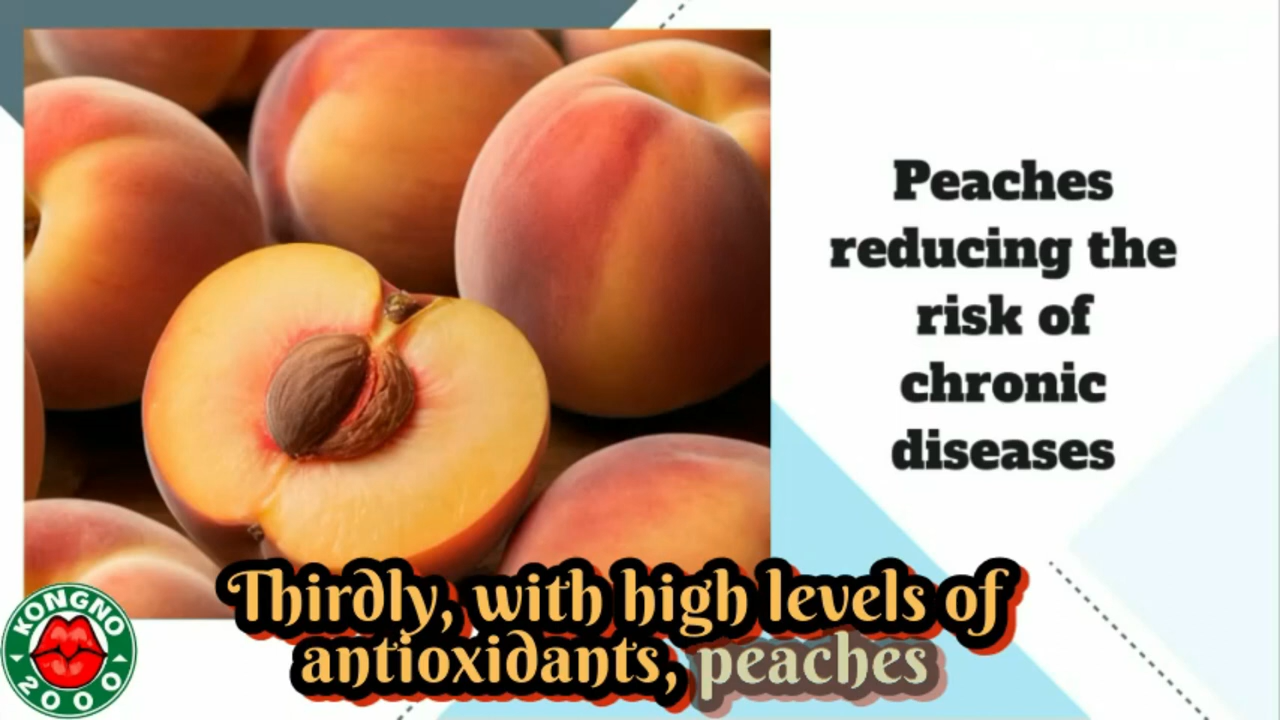 Peaches
reducing the
risk of
chronic
diseases
Thirdly, with high levels of
antioxidants, peaches
KONGNO
2000